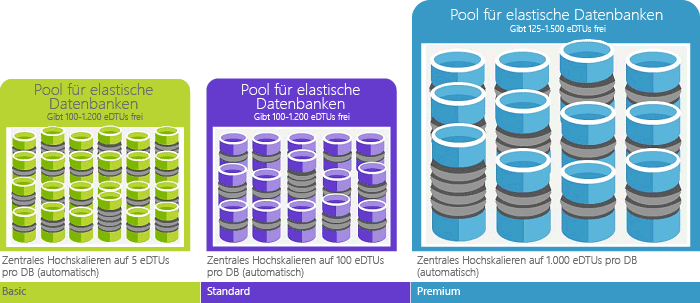 Pool für elastische
Datenbanken
Gibt 100-1.200 eDTUs frei
Zentrales Hochskalieren auf 5 eDTUs
pro DB (automatisch)
Basic
Pool für elastische
Datenbanken
Gibt 100-1.200 eDTUs frei
Zentrales Hochskalieren auf 100 eDTUs
pro DB (automatisch)
Standard
Pool für elastische Datenbanken
Gibt 125-1.500 eDTUs frei
Zentrales Hochskalieren auf 1.000 eDTUs pro DB
(automatisch)
Premium